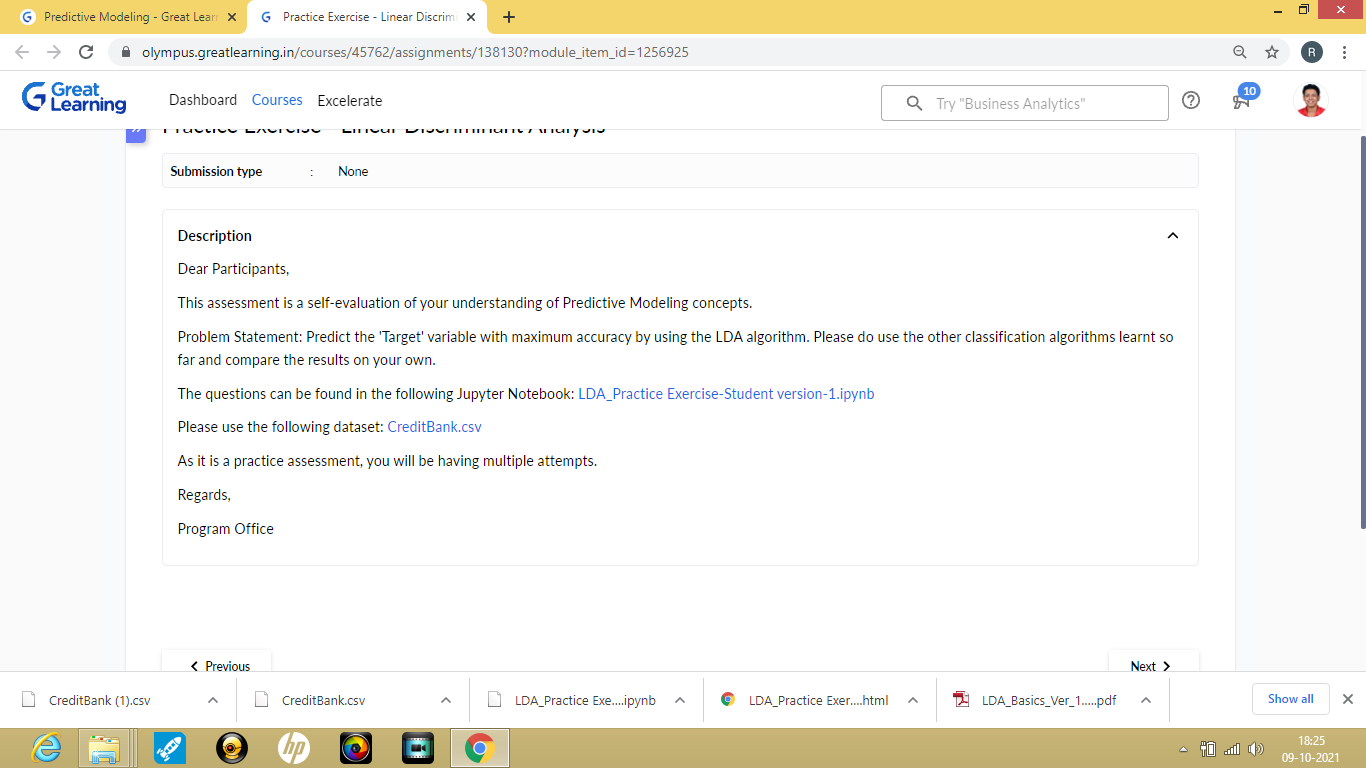 Predictive Modeling - Great Lear
Practice Exercise - Linear Discrim
olympus.greatlearning.in/courses/45762/assignments/138130?module_item_id=1256925
R
Great
Learning
Dashboard
Courses
Excelerate
Try "Business Analytics"
10
Practice Exercise - Linear Discriminant Analysis
Submission type : None
Description
Dear Participants,
This assessment is a self-evaluation of your understanding of Predictive Modeling concepts.
Problem Statement: Predict the 'Target' variable with maximum accuracy by using the LDA algorithm. Please do use the other classification algorithms learnt so
far and compare the results on your own.
The questions can be found in the following Jupyter Notebook: LDA_Practice Exercise-Student version-1.ipynb
Please use the following dataset: CreditBank.csv
As it is a practice assessment, you will be having multiple attempts.
Regards,
Program Office
Previous
Next
CreditBank (1).csv
CreditBank.csv
LDA_Practice Exe....ipynb
LDA_Practice Exer....html
LDA_Basics_Ver_1.....pdf
Show all
hp
18:25
09-10-2021